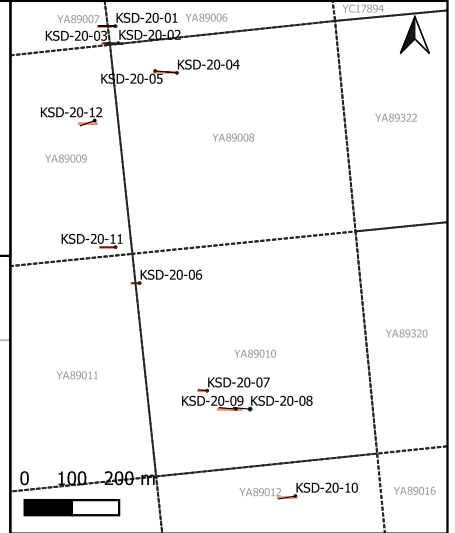 YC17894
YA89007 KSD-20-01 YA89006
KSD-20-03 KSD-20-02
KSD-20-04
KSD-20-05
KSD-20-12
YA89322
YA89008
YA89009
KSD-20-11
KSD-20-06
YA89320
YA89010
YA89011
KSD-20-07
KSD-20-09 KSD-20-08
0 100 200 m
YA89012 KSD-20-10 YA89016